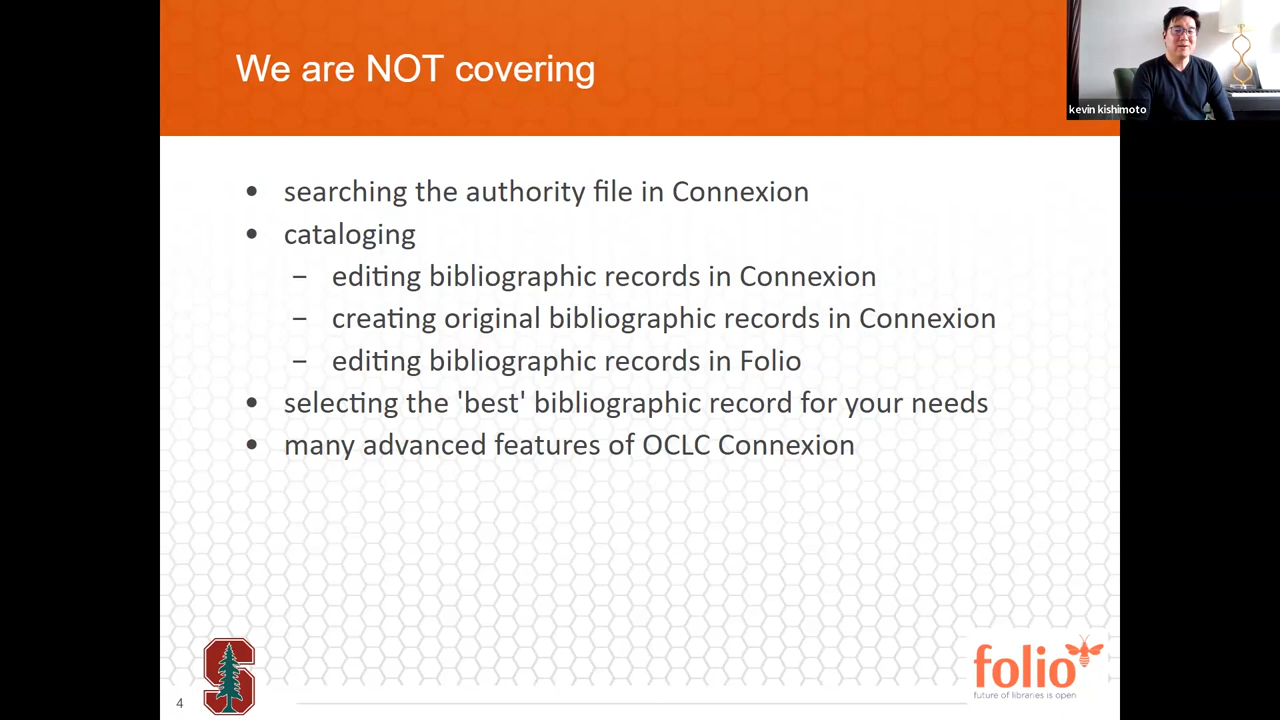 We are NOT covering
kevin kishimoto
• searching the authority file in Connexion
• cataloging
– editing bibliographic records in Connexion
– creating original bibliographic records in Connexion
– editing bibliographic records in Folio
• selecting the 'best' bibliographic record for your needs
• many advanced features of OCLC Connexion
4
S
folio
future of libraries is open